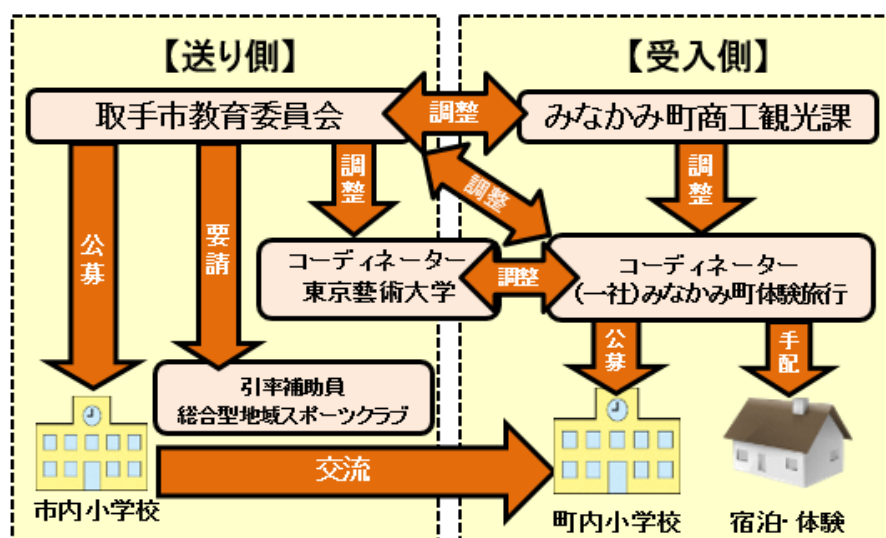 【送り側】
【受入側】
取手市教育委員会
調整
みなかみ町商工観光課
公募
要請
調整
調整
調整
コーディネーター
東京藝術大学
調整
コーディネーター
(一社)みなかみ町体験旅行
公募
手配
引率補助員
総合型地域スポーツクラブ
交流
市内小学校
町内小学校
宿泊・体験